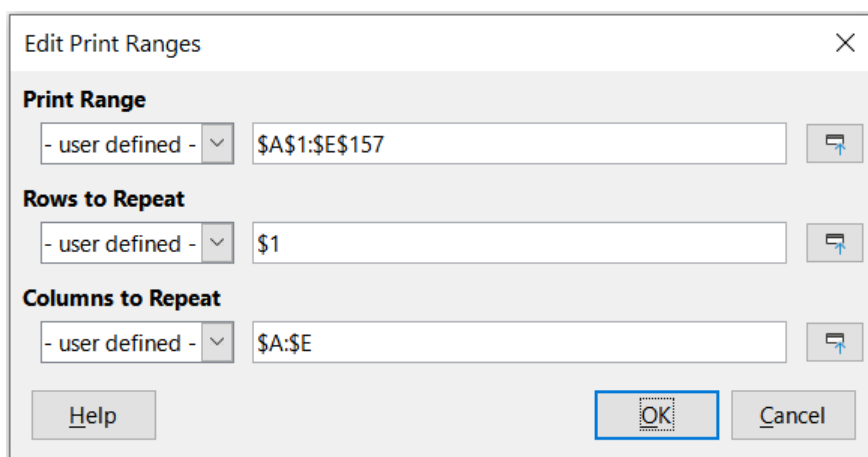 Edit Print Ranges
Print Range
- user defined - $A$1:$E$157
Rows to Repeat
- user defined - $1
Columns to Repeat
- user defined - $A:$E
Help OK Cancel